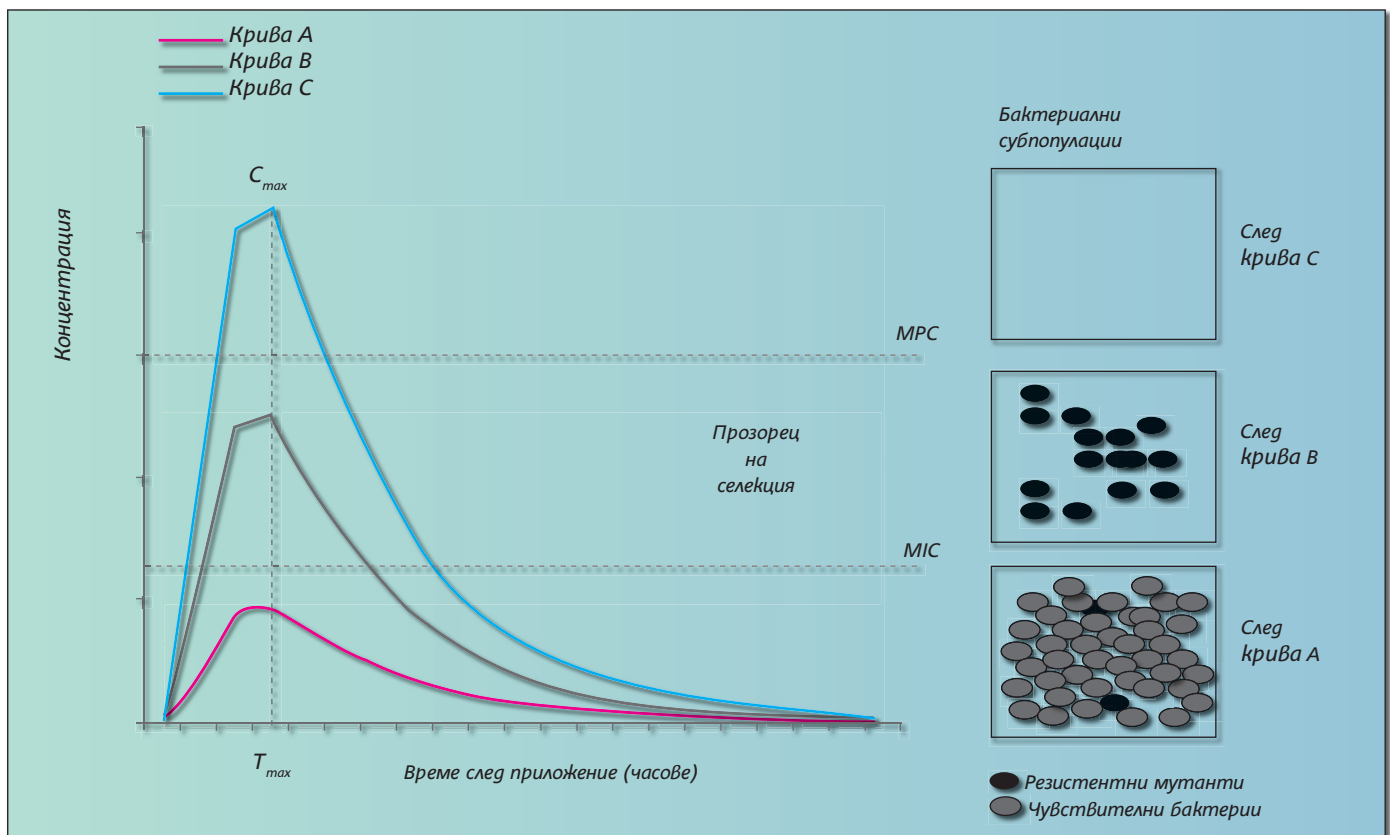 Крива A
Крива B
Крива C
Концентрация
C max
MPC
Прозорец
на
селекция
MIC
T max
Време след приложение (часове)
Бактериални
субпопулации
След
крива C
След
крива B
След
крива A
Резистентни мутанти
Чувствителни бактерии